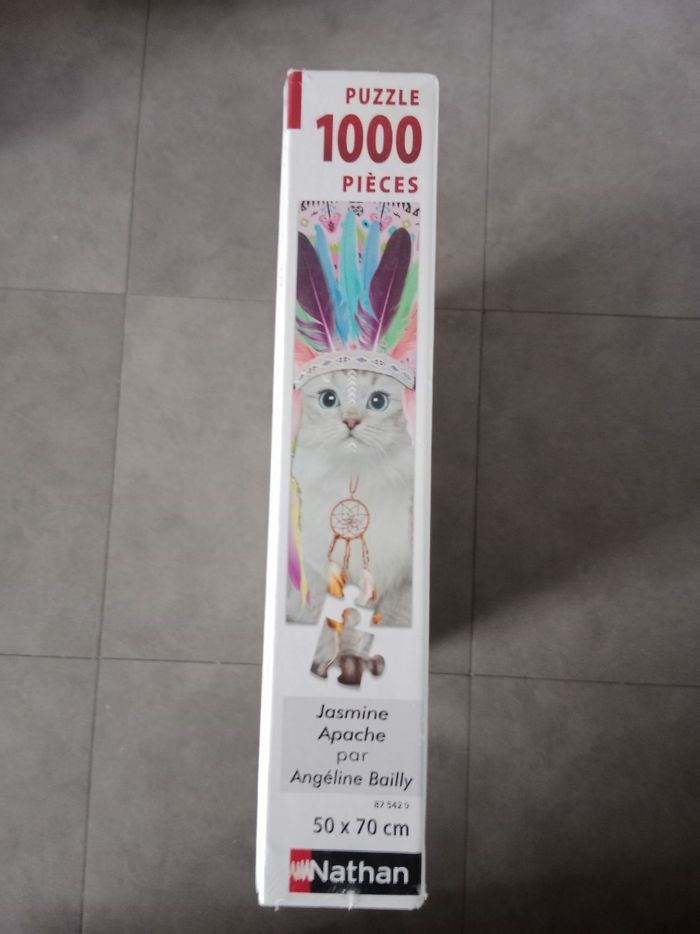 PUZZLE
1000
PIÈCES
Jasmine
Apache
par
Angéline Bailly
87 542 9
50 x 70 cm
Nathan